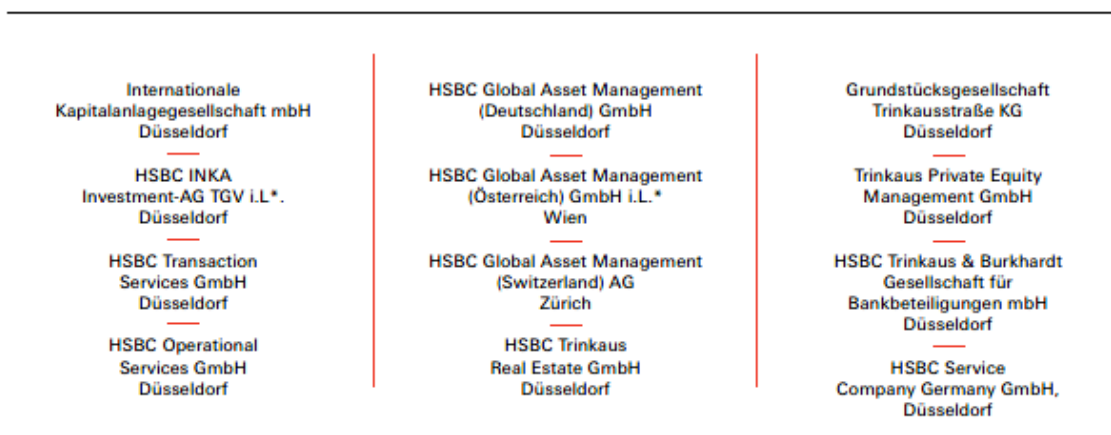 Internationale
Kapitalanlagegesellschaft mbH
Düsseldorf
HSBC INKA
Investment-AG TGV i.L*.
Düsseldorf
HSBC Transaction
Services GmbH
Düsseldorf
HSBC Operational
Services GmbH
Düsseldorf
HSBC Global Asset Management
(Deutschland) GmbH
Düsseldorf
HSBC Global Asset Management
(Österreich) GmbH i.L.*
Wien
HSBC Global Asset Management
(Switzerland) AG
Zürich
HSBC Trinkaus
Real Estate GmbH
Düsseldorf
Grundstücksgesellschaft
Trinkausstraße KG
Düsseldorf
Trinkaus Private Equity
Management GmbH
Düsseldorf
HSBC Trinkaus & Burkhardt
Gesellschaft für
Bankbeteiligungen mbH
Düsseldorf
HSBC Service
Company Germany GmbH,
Düsseldorf